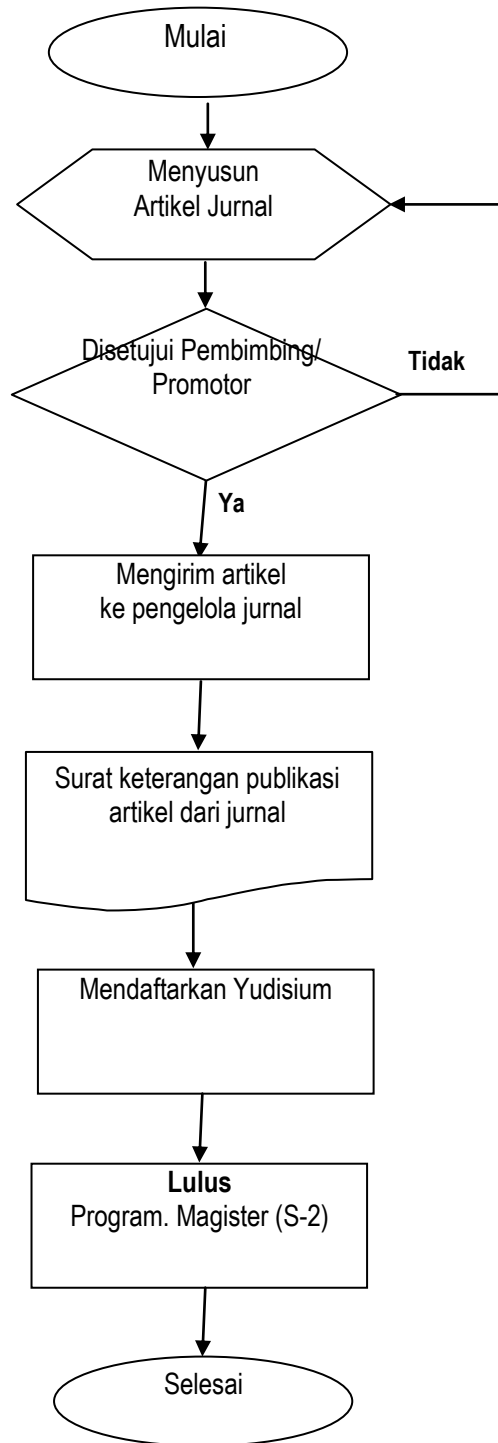 Mulai
Menyusun
Artikel Jurnal
Disetujui Pembimbing/
Promotor
Tidak
Ya
Mengirim artikel
ke pengelola jurnal
Surat keterangan publikasi
artikel dari jurnal
Mendaftarkan Yudisium
Lulus
Program. Magister (S-2)
Selesai